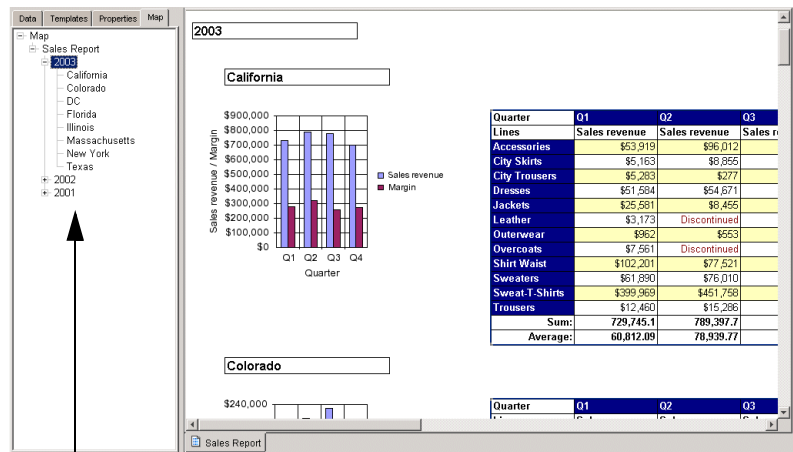 Data Templates Properties Map
Map
Sales Report
2003
California
Colorado
DC
Florida
Illinois
Massachusetts
New York
Texas
2002
2001
2003
California
$900,000
$800,000
$700,000
$600,000
$500,000
$400,000
$300,000
$200,000
$100,000
$0
Sales revenue / Margin
Q1 Q2 Q3 Q4
Quarter
Sales revenue
Margin
Quarter Q1 Q2 Q3
Lines Sales revenue Sales revenue Sales
Accessories $53,919 $96,012
City Skirts $5,163 $8,855
City Trousers $5,283 $277
Dresses $51,584 $54,671
Jackets $25,581 $8,455
Leather $3,173 Discontinued
Outerwear $962 $553
Overcoats $7,561 Discontinued
Shirt Waist $102,201 $77,521
Sweaters $61,890 $76,010
Sweat-T-Shirts $399,969 $451,758
Trousers $12,460 $15,286
Sum: 729,745.1 789,397.7
Average: 60,812.09 78,939.77
Colorado
$240,000
Quarter Q1 Q2 Q3
Sales Report